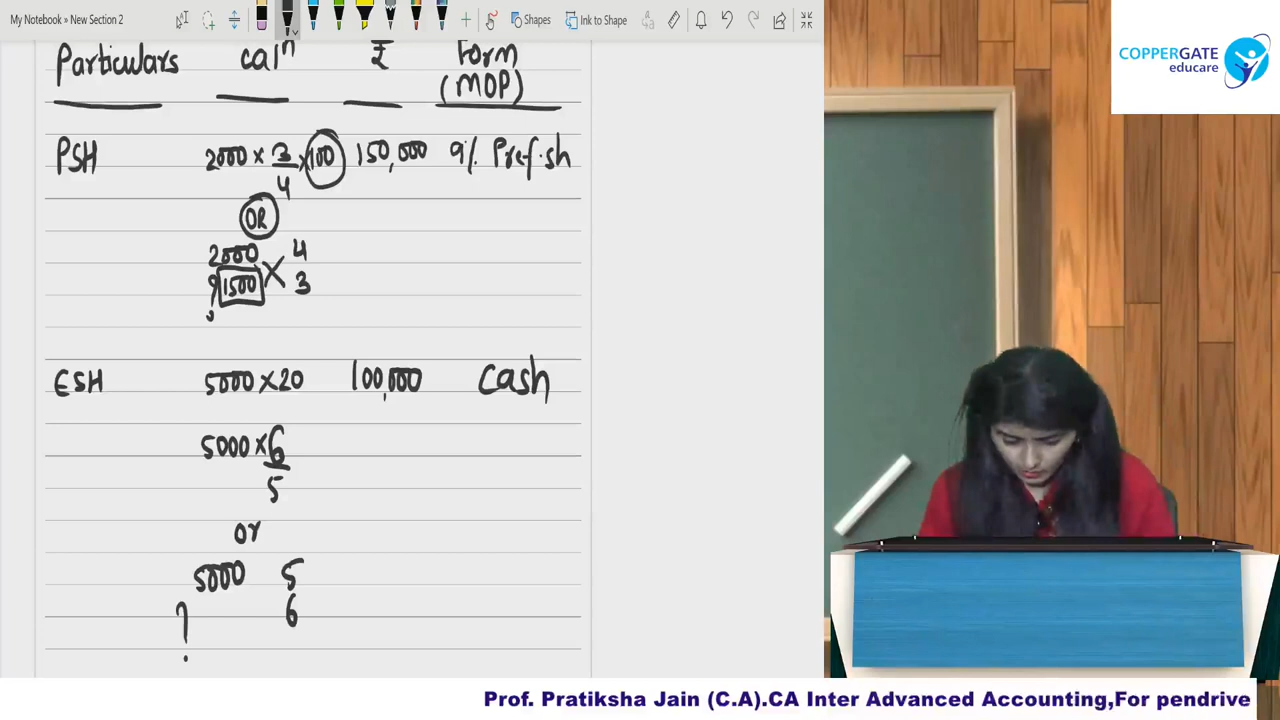 My Notebook » New Section 2
Shapes
Ink to Shape
COPPERGATE
educare
Particulars calⁿ ₹ Form
(MOP)
PSH 2000 × 3/4 × 100 150,000 9% Pref.sh
OR
2000 4
? 1500 × 3
ESH 5000 × 20 100,000 Cash
5000 × 6
5
or
5000 5
? 6
Prof. Pratiksha Jain (C.A).CA Inter Advanced Accounting,For pendrive